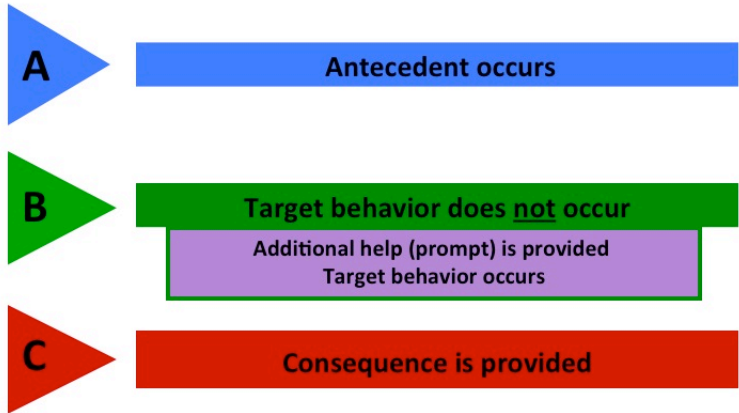 A
Antecedent occurs
B
Target behavior does not occur
Additional help (prompt) is provided
Target behavior occurs
C
Consequence is provided